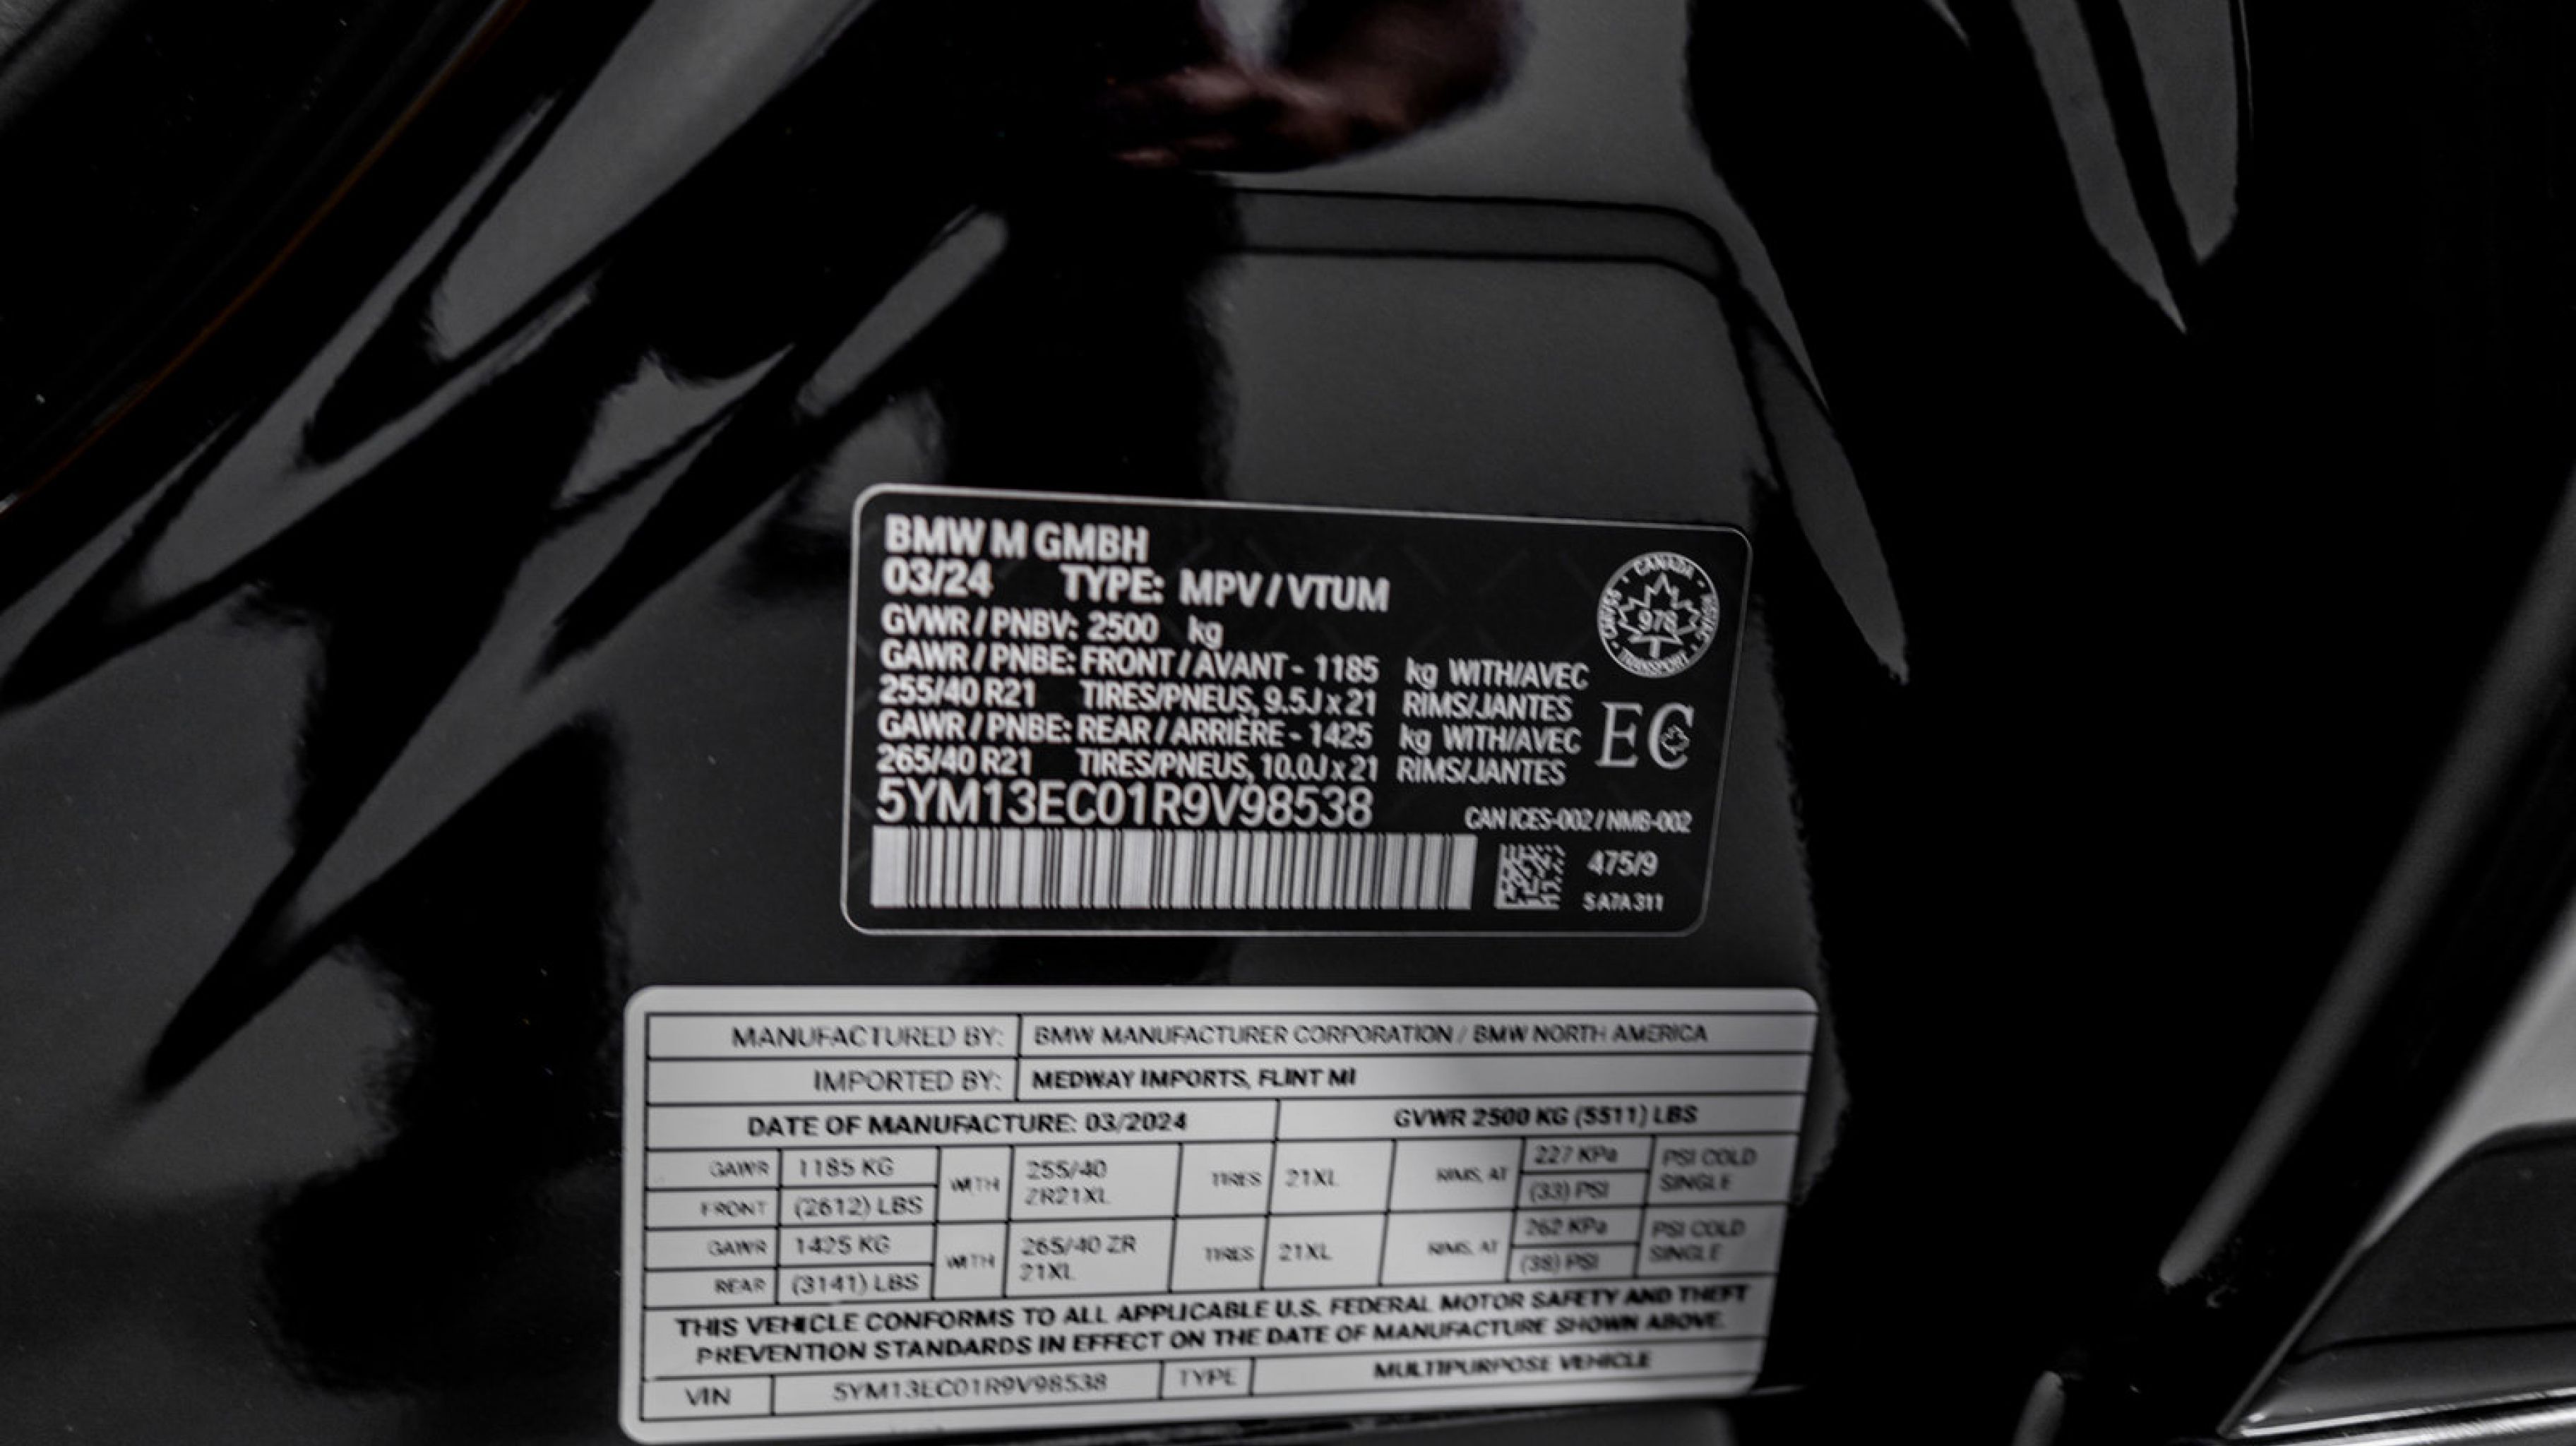 BMW M GMBH
03/24 TYPE: MPV / VTUM
GVWR / PNBV: 2500 kg
GAWR / PNBE: FRONT / AVANT - 1185 kg WITH/AVEC
255/40 R21 TIRES/PNEUS, 9.5J x 21 RIMS/JANTES
GAWR / PNBE: REAR / ARRIÈRE - 1425 kg WITH/AVEC
265/40 R21 TIRES/PNEUS, 10.0J x 21 RIMS/JANTES
5YM13EC01R9V98538
CANADA
978
TRANSPORT
EC
CAN ICES-002 / NMB-002
475/9
5 A7A 311
MANUFACTURED BY: BMW MANUFACTURER CORPORATION / BMW NORTH AMERICA
IMPORTED BY: MEDWAY IMPORTS, FLINT MI
DATE OF MANUFACTURE: 03/2024 GVWR 2500 KG (5511) LBS
GAWR 1185 KG WITH 255/40 TIRES 21XL RIMS, AT 227 KPa PSI COLD
FRONT (2612) LBS ZR21XL (33) PSI SINGLE
GAWR 1425 KG WITH 265/40 ZR TIRES 21XL RIMS, AT 262 KPa PSI COLD
REAR (3141) LBS 21XL (38) PSI SINGLE
THIS VEHICLE CONFORMS TO ALL APPLICABLE U.S. FEDERAL MOTOR SAFETY AND THEFT
PREVENTION STANDARDS IN EFFECT ON THE DATE OF MANUFACTURE SHOWN ABOVE.
VIN 5YM13EC01R9V98538 TYPE MULTIPURPOSE VEHICLE